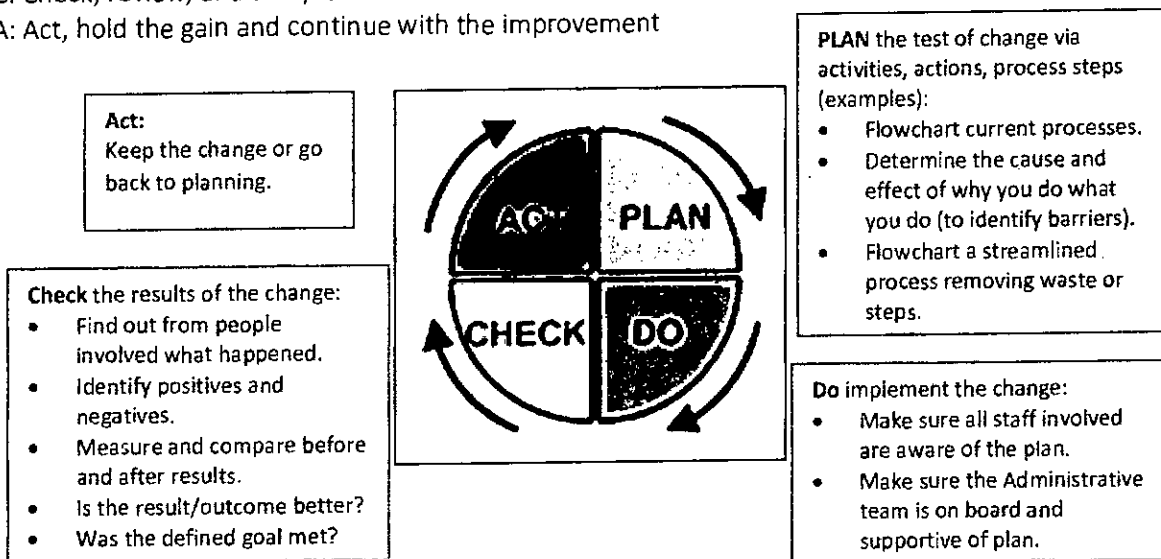 A: Act, hold the gain and continue with the improvement
Act:
Keep the change or go
back to planning.
ACT
PLAN
CHECK
DO
PLAN the test of change via
activities, actions, process steps
(examples):
• Flowchart current processes.
• Determine the cause and
effect of why you do what
you do (to identify barriers).
• Flowchart a streamlined
process removing waste or
steps.
Check the results of the change:
• Find out from people
involved what happened.
• Identify positives and
negatives.
• Measure and compare before
and after results.
• Is the result/outcome better?
• Was the defined goal met?
Do implement the change:
• Make sure all staff involved
are aware of the plan.
• Make sure the Administrative
team is on board and
supportive of plan.